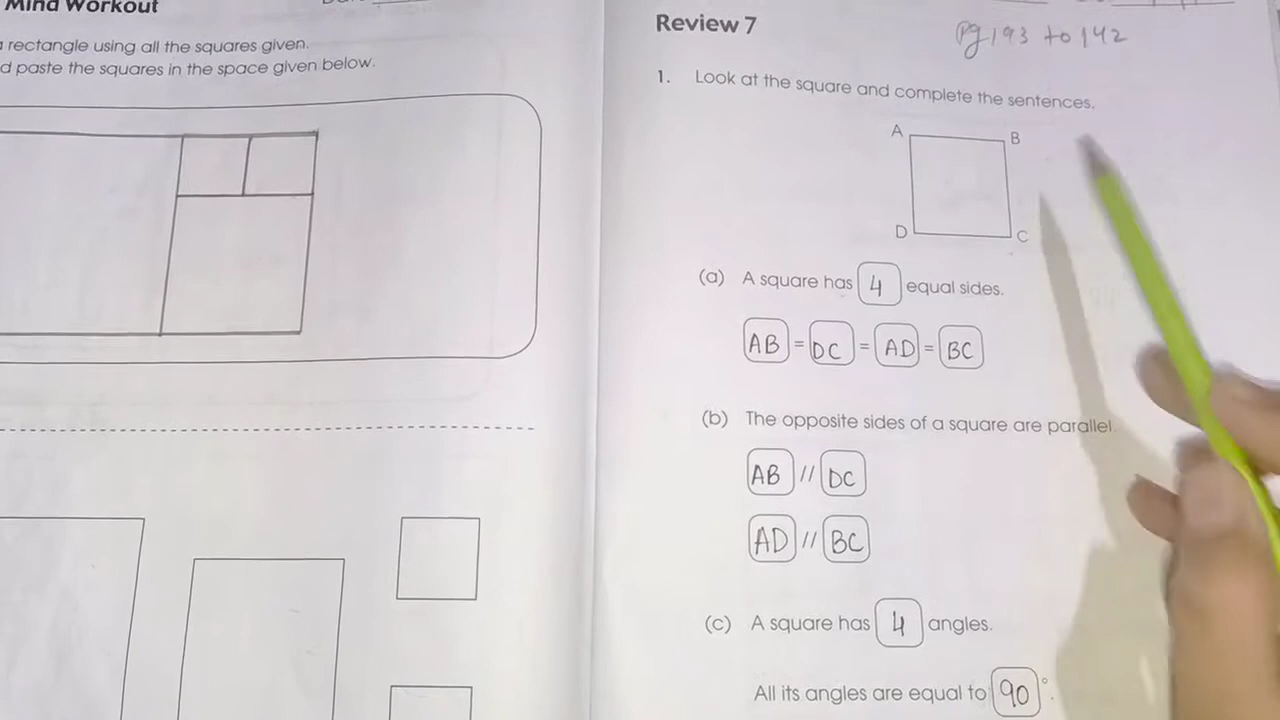 Mind Workout
rectangle using all the squares given.
d paste the squares in the space given below.
Review 7
Pg 193 to 142
1. Look at the square and complete the sentences.
A
B
D
C
(a) A square has 4 equal sides.
AB = DC = AD = BC
(b) The opposite sides of a square are parallel.
AB // DC
AD // BC
(c) A square has 4 angles.
All its angles are equal to 90°.